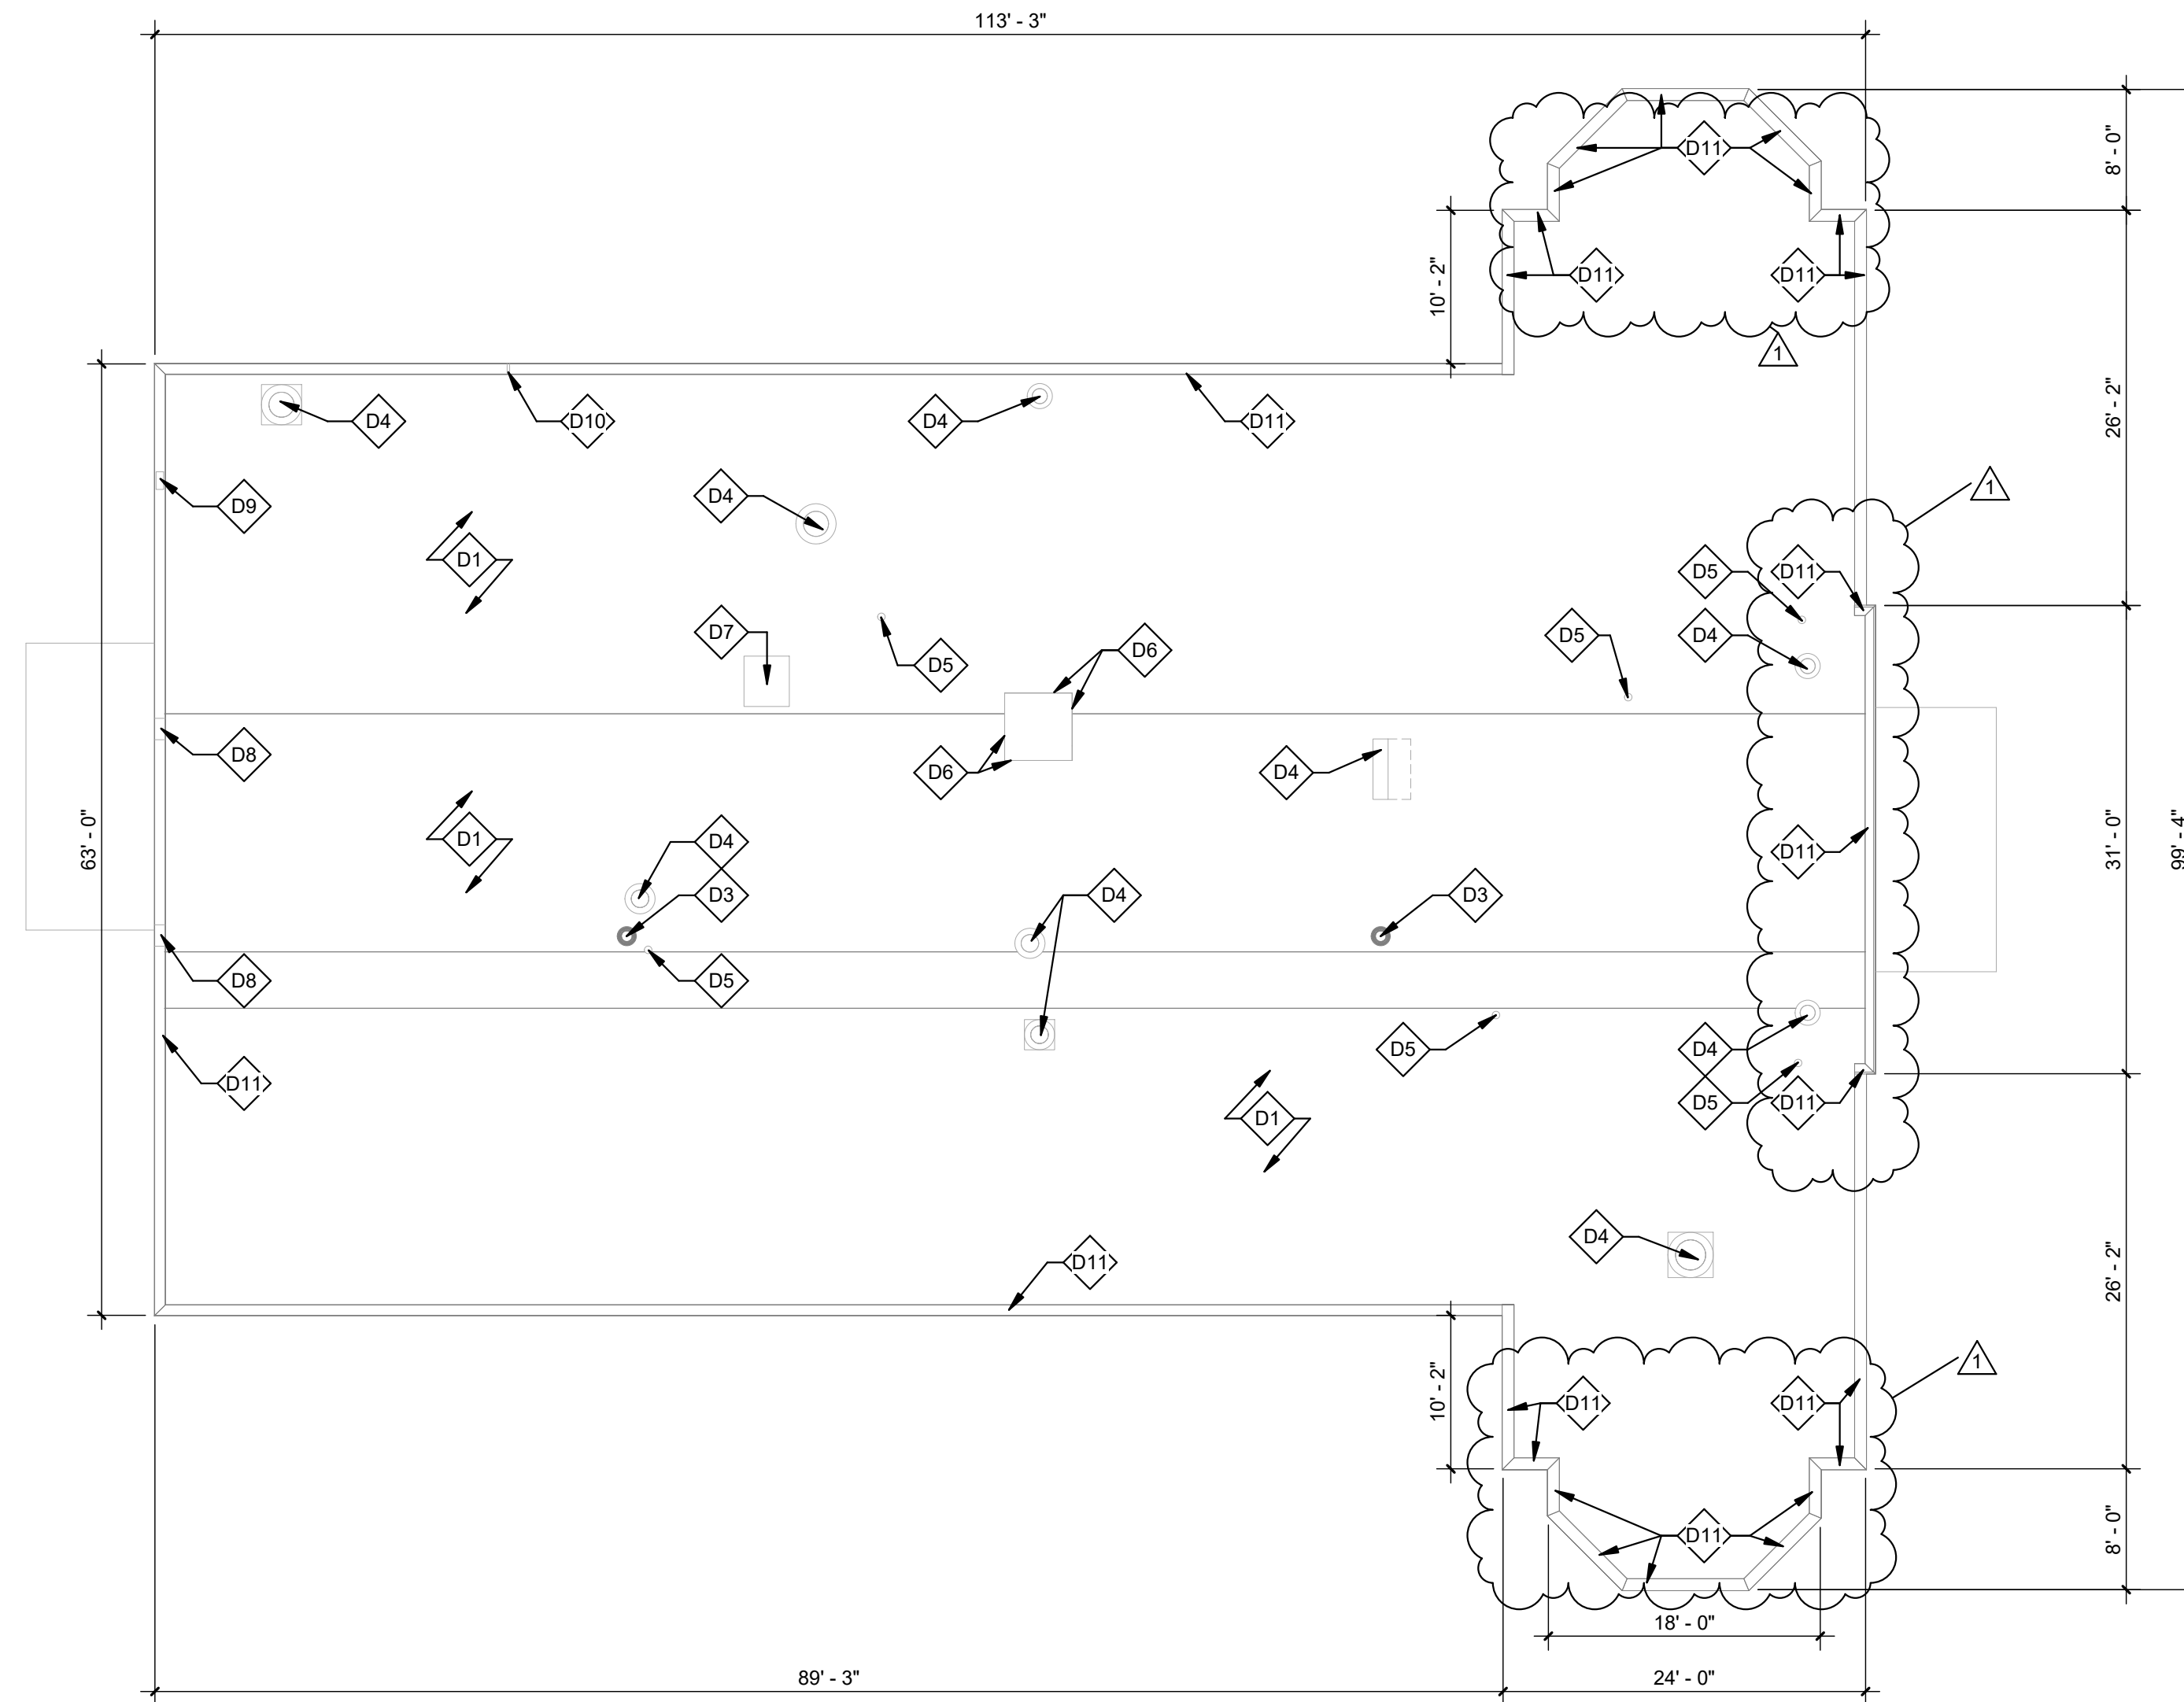 113' - 3"
8' - 0"
D11
10' - 2"
D11
D11
1
D4
D10
D4
D11
26' - 2"
D4
1
D9
D1
D5
D11
D7
D5
D6
D5
D4
D8
D6
D4
63' - 0"
D1
D4
31' - 0"
99' - 4"
D11
D3
D4
D3
D8
D5
D5
D4
D11
D1
D5
D11
D4
26' - 2"
D11
1
10' - 2"
D11
D11
D11
8' - 0"
18' - 0"
89' - 3"
24' - 0"